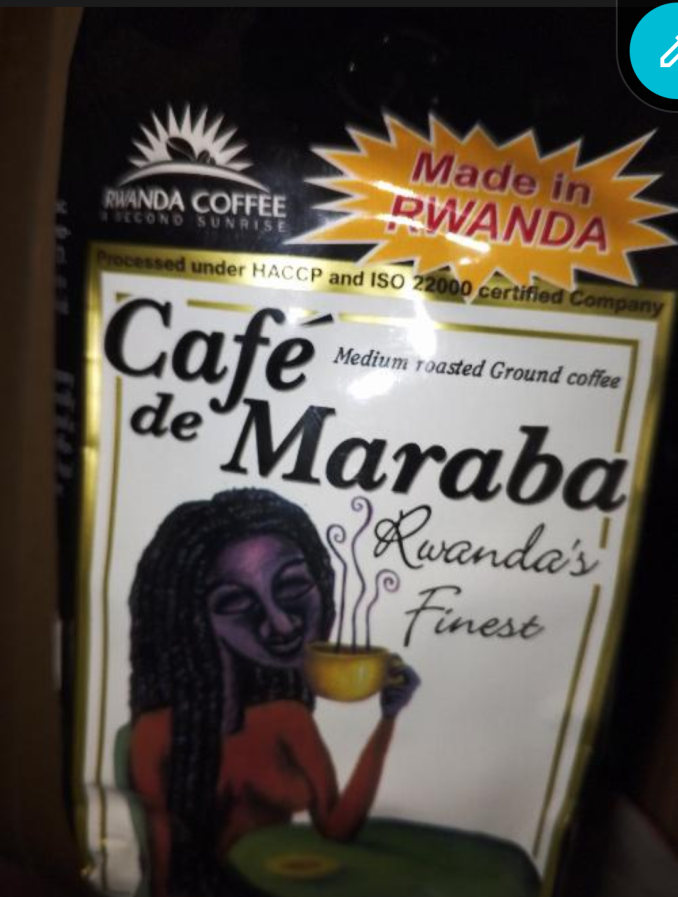 RWANDA COFFEE
A SECOND SUNRISE
Made in
RWANDA
Processed under HACCP and ISO 22000 certified Company
Café
Medium roasted Ground coffee
de Maraba
Rwanda's
Finest